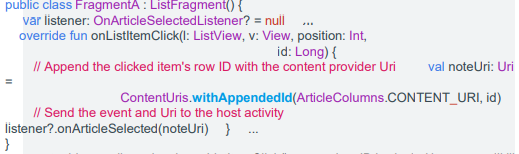 public class FragmentA : ListFragment() {
var listener: OnArticleSelectedListener? = null ...
override fun onListItemClick(l: ListView, v: View, position: Int,
id: Long) {
// Append the clicked item's row ID with the content provider Uri val noteUri: Uri
=
ContentUris.withAppendedId(ArticleColumns.CONTENT_URI, id)
// Send the event and Uri to the host activity
listener?.onArticleSelected(noteUri) } ...
}